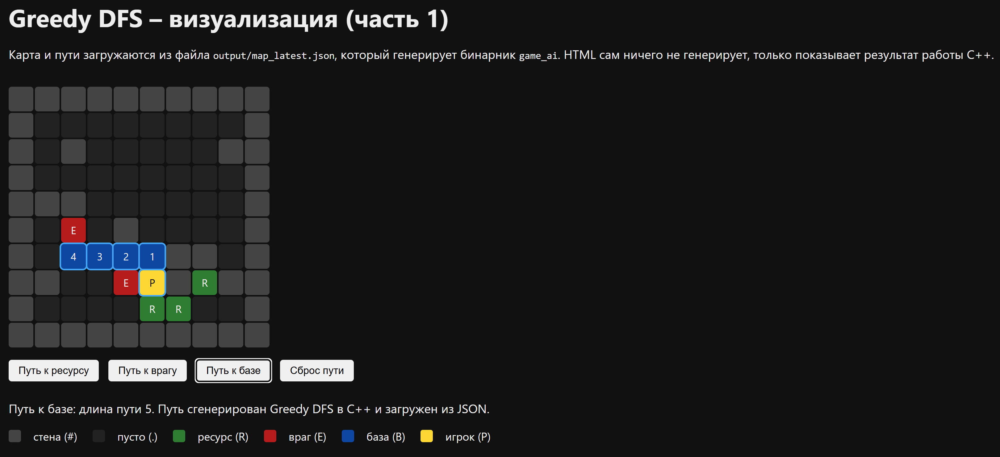 Greedy DFS – визуализация (часть 1)
Карта и пути загружаются из файла output/map_latest.json, который генерирует бинарник game_ai. HTML сам ничего не генерирует, только показывает результат работы C++.
E
4 3 2 1
E P R
R R
Путь к ресурсу Путь к врагу Путь к базе Сброс пути
Путь к базе: длина пути 5. Путь сгенерирован Greedy DFS в C++ и загружен из JSON.
стена (#) пусто (.) ресурс (R) враг (E) база (B) игрок (P)